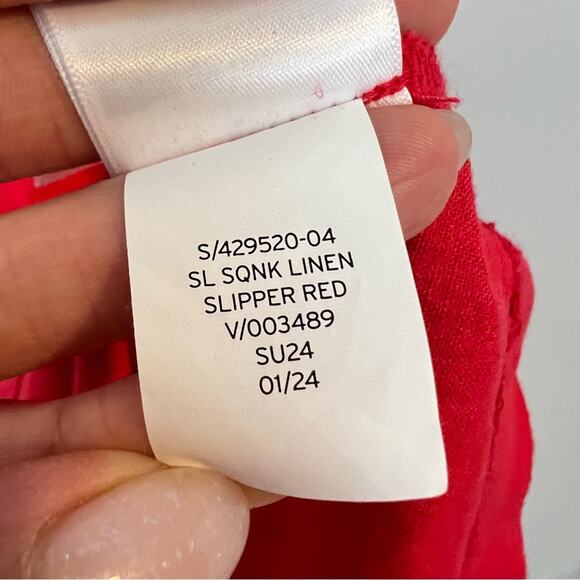 S/429520-04
SL SQNK LINEN
SLIPPER RED
V/003489
SU24
01/24